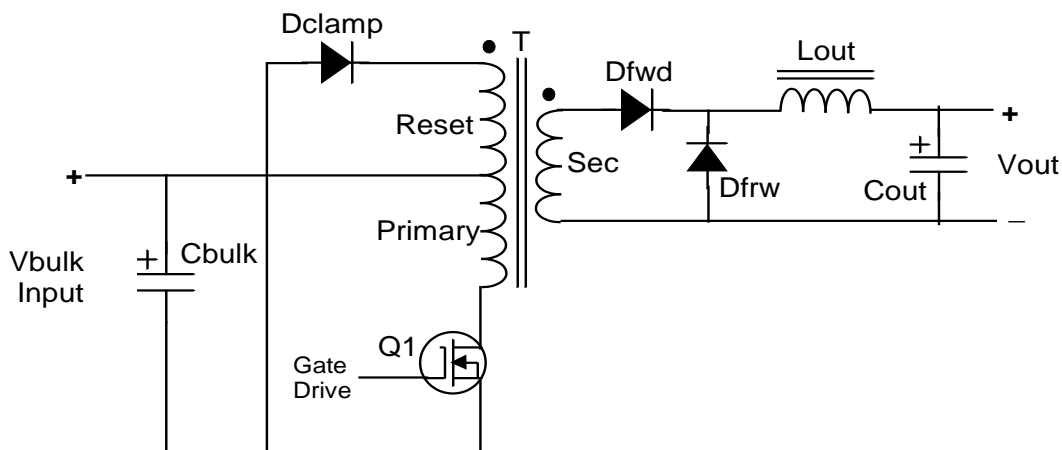 Dclamp
T
Dfwd
Lout
Reset
Sec
+
+
+
Dfrw
Cout
Vout
Primary
Vbulk
Input
+
Cbulk
–
Q1
Gate
Drive